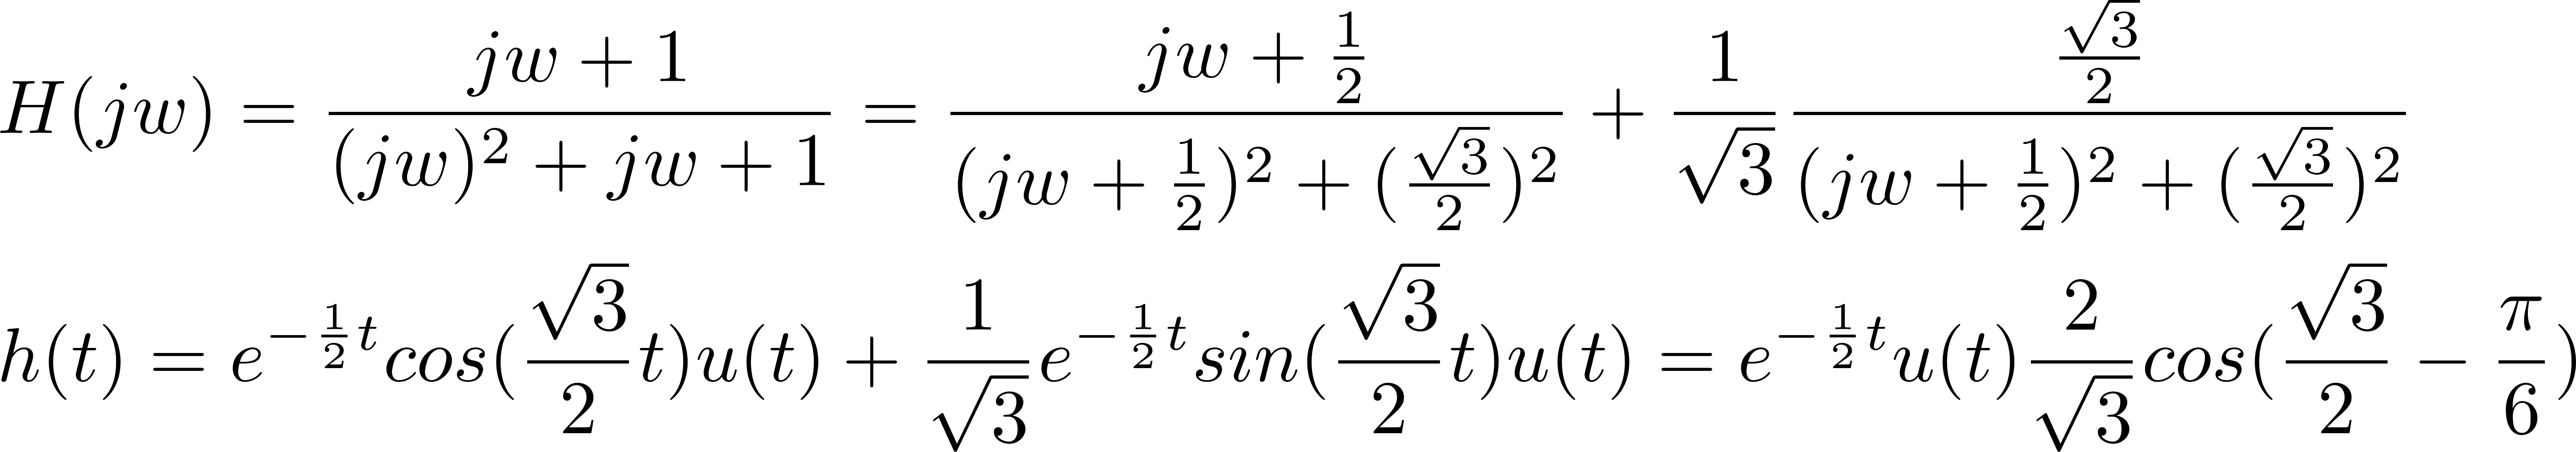 H(jw) = \frac{jw+1}{(jw)^2+jw+1} = \frac{jw+\frac{1}{2}}{(jw+\frac{1}{2})^2+(\frac{\sqrt{3}}{2})^2} + \frac{1}{\sqrt{3}} \frac{\frac{\sqrt{3}}{2}}{(jw+\frac{1}{2})^2+(\frac{\sqrt{3}}{2})^2}
h(t) = e^{-\frac{1}{2}t}cos(\frac{\sqrt{3}}{2}t)u(t) + \frac{1}{\sqrt{3}}e^{-\frac{1}{2}t}sin(\frac{\sqrt{3}}{2}t)u(t) = e^{-\frac{1}{2}t}u(t)\frac{2}{\sqrt{3}}cos(\frac{\sqrt{3}}{2} - \frac{π}{6})